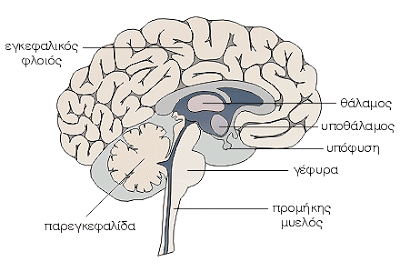 εγκεφαλικός
φλοιός
θάλαμος
υποθάλαμος
υπόφυση
γέφυρα
προμήκης
μυελός
παρεγκεφαλίδα